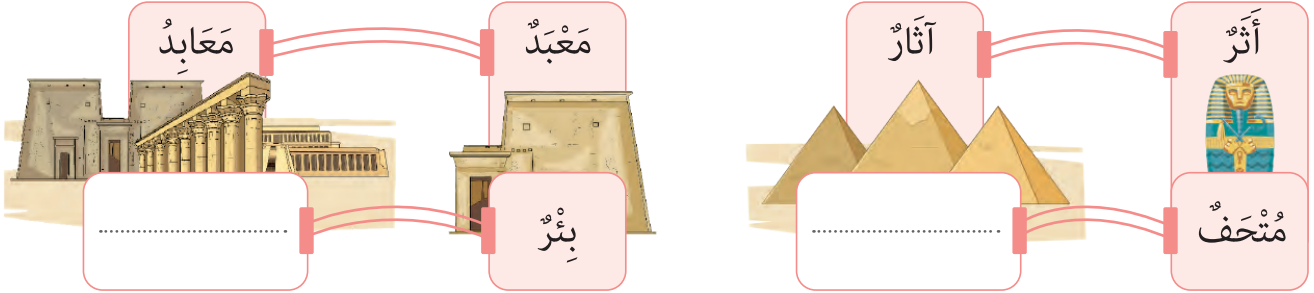 أَثَرٌ
آثَارٌ
مَعْبَدٌ
مَعَابِدُ
مُتْحَفٌ
بِئْرٌ